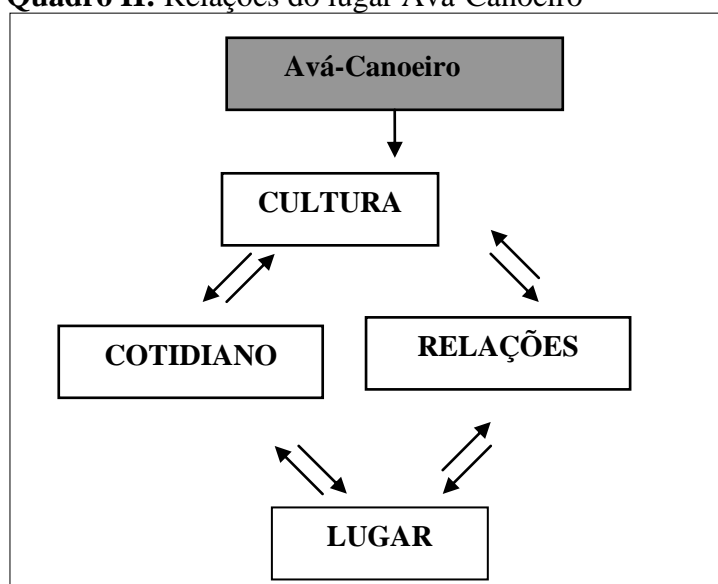 Quadro II: Relações do lugar Avá-Canoeiro
Avá-Canoeiro
CULTURA
COTIDIANO
RELAÇÕES
LUGAR